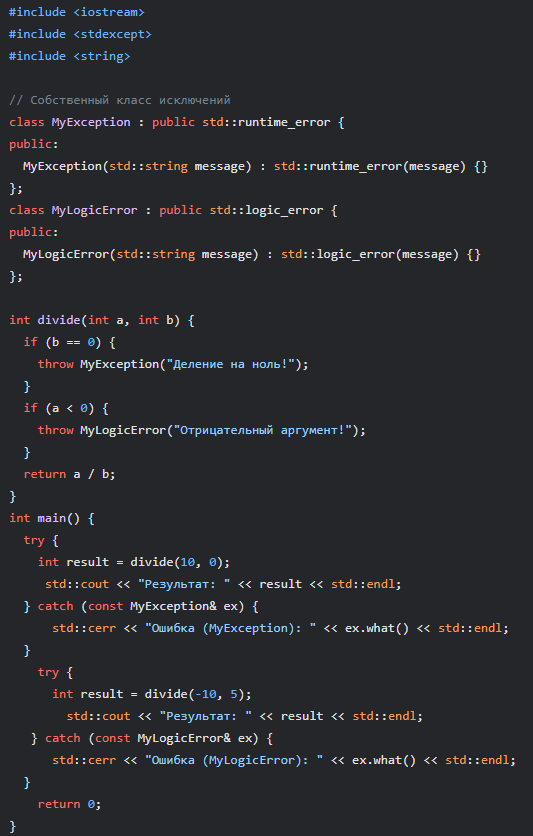 #include <iostream>
#include <stdexcept>
#include <string>
// Собственный класс исключений
class MyException : public std::runtime_error {
public:
  MyException(std::string message) : std::runtime_error(message) {}
};
class MyLogicError : public std::logic_error {
public:
  MyLogicError(std::string message) : std::logic_error(message) {}
};
int divide(int a, int b) {
  if (b == 0) {
    throw MyException("Деление на ноль!");
  }
  if (a < 0) {
    throw MyLogicError("Отрицательный аргумент!");
  }
  return a / b;
}
int main() {
  try {
    int result = divide(10, 0);
     std::cout << "Результат: " << result << std::endl;
  } catch (const MyException& ex) {
      std::cerr << "Ошибка (MyException): " << ex.what() << std::endl;
  }
    try {
      int result = divide(-10, 5);
        std::cout << "Результат: " << result << std::endl;
   } catch (const MyLogicError& ex) {
      std::cerr << "Ошибка (MyLogicError): " << ex.what() << std::endl;
  }
    return 0;
}